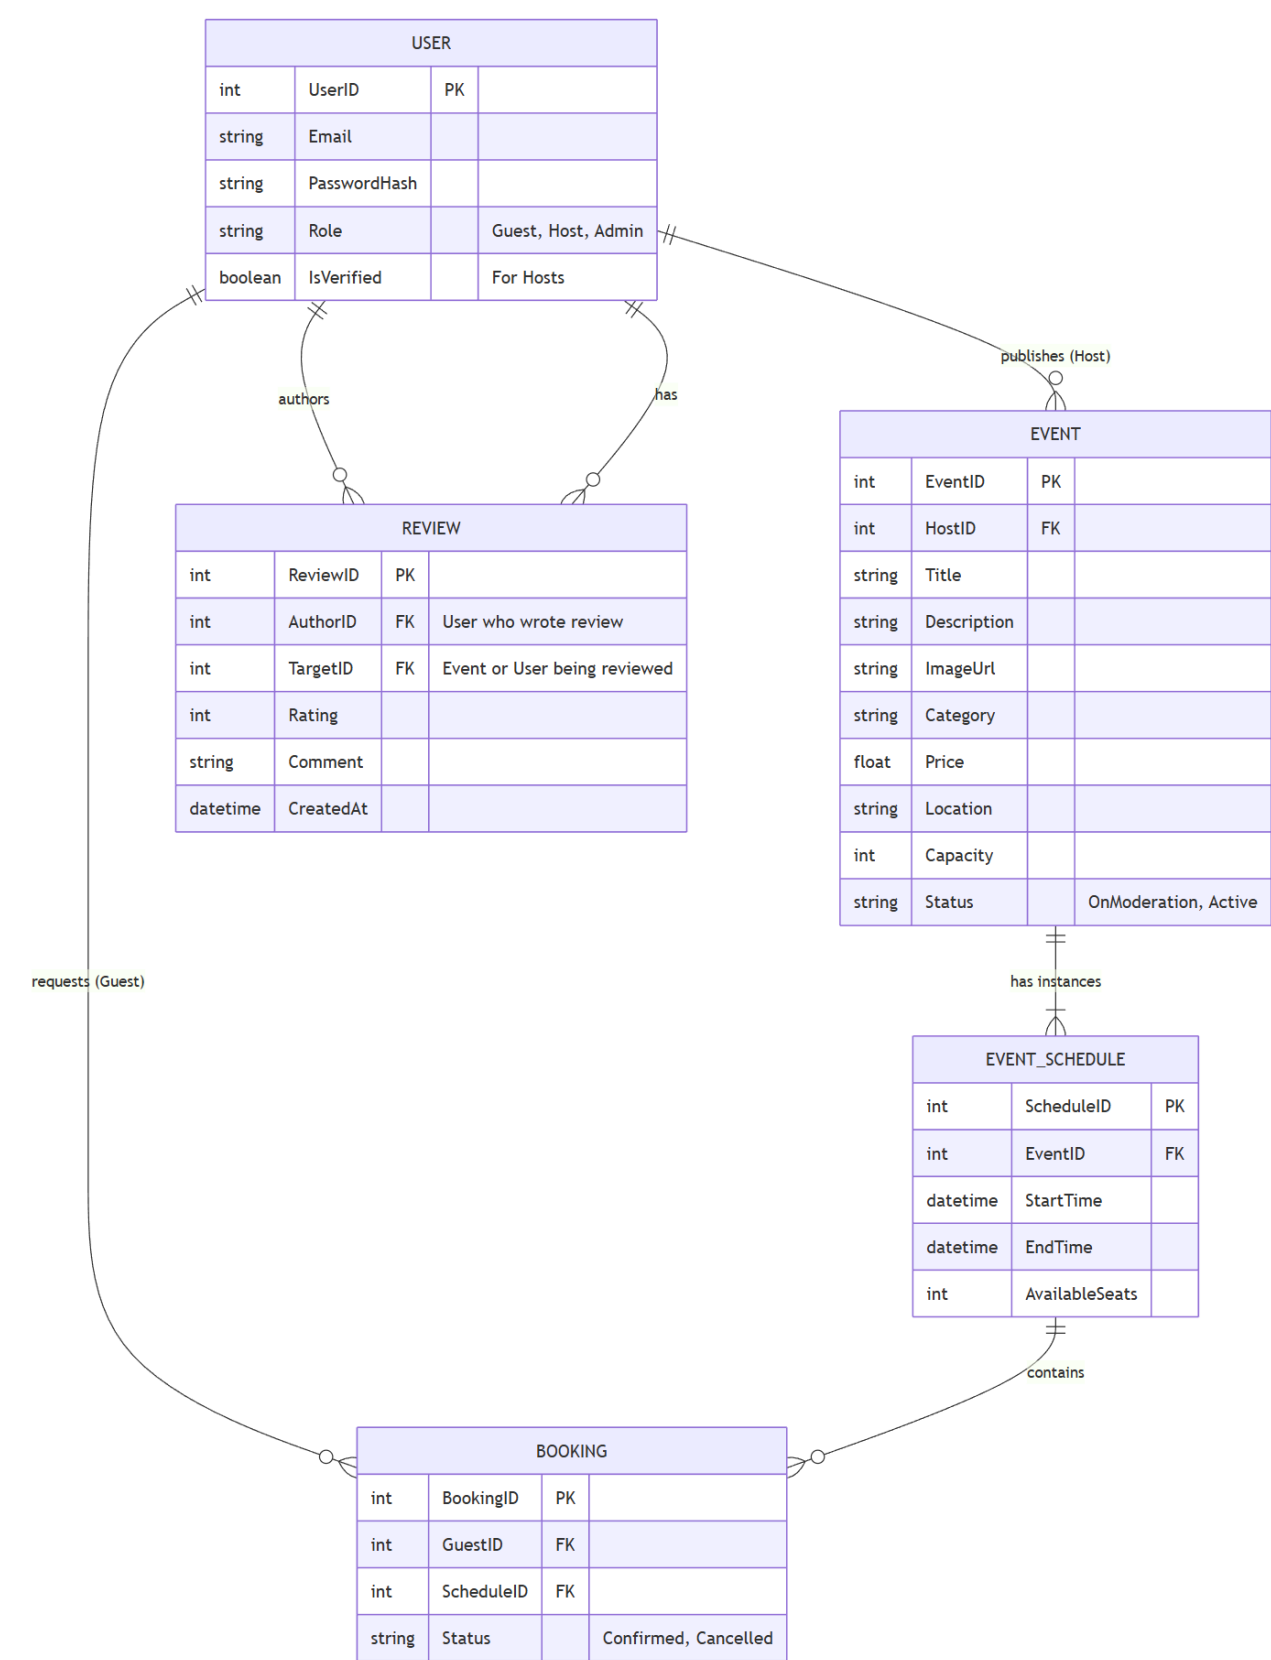 USER
int UserID PK
string Email
string PasswordHash
string Role Guest, Host, Admin
boolean IsVerified For Hosts
publishes (Host)
authors
has
EVENT
int EventID PK
int HostID FK
string Title
string Description
string ImageUrl
string Category
float Price
string Location
int Capacity
string Status OnModeration, Active
REVIEW
int ReviewID PK
int AuthorID FK User who wrote review
int TargetID FK Event or User being reviewed
int Rating
string Comment
datetime CreatedAt
requests (Guest)
has instances
EVENT_SCHEDULE
int ScheduleID PK
int EventID FK
datetime StartTime
datetime EndTime
int AvailableSeats
contains
BOOKING
int BookingID PK
int GuestID FK
int ScheduleID FK
string Status Confirmed, Cancelled